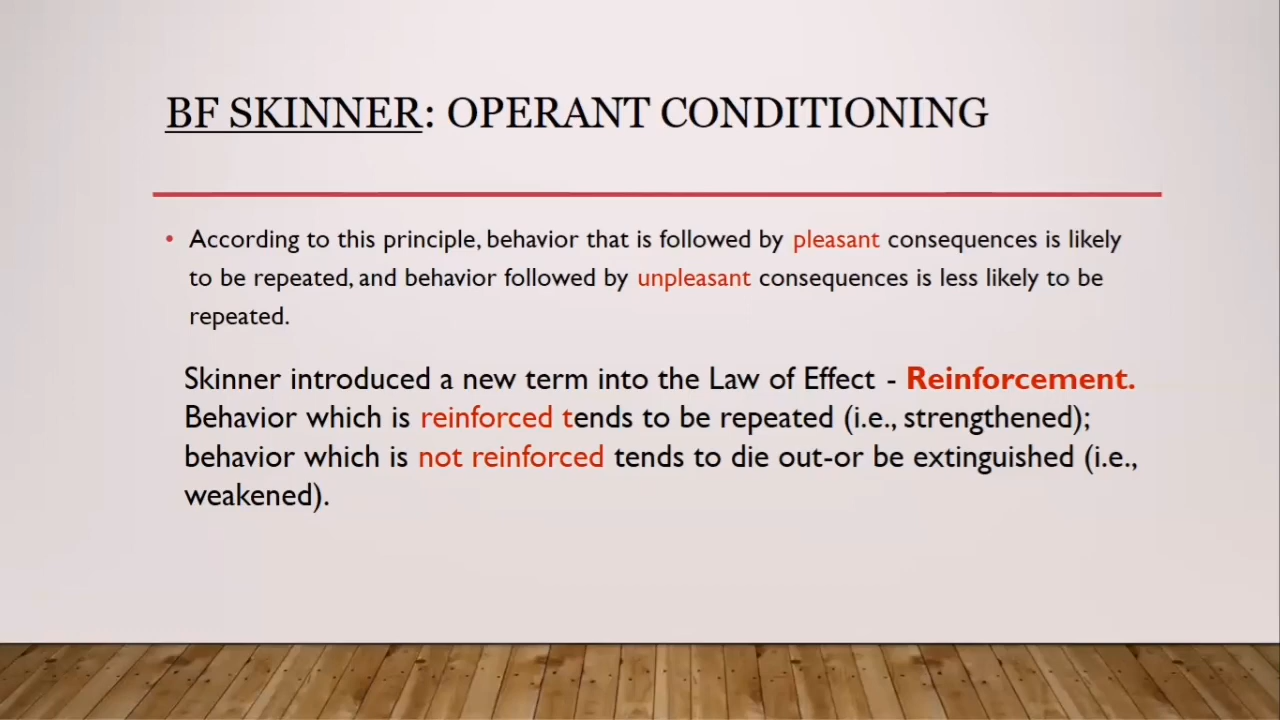 BF SKINNER: OPERANT CONDITIONING
• According to this principle, behavior that is followed by pleasant consequences is likely
to be repeated, and behavior followed by unpleasant consequences is less likely to be
repeated.
Skinner introduced a new term into the Law of Effect - Reinforcement.
Behavior which is reinforced tends to be repeated (i.e., strengthened);
behavior which is not reinforced tends to die out-or be extinguished (i.e.,
weakened).